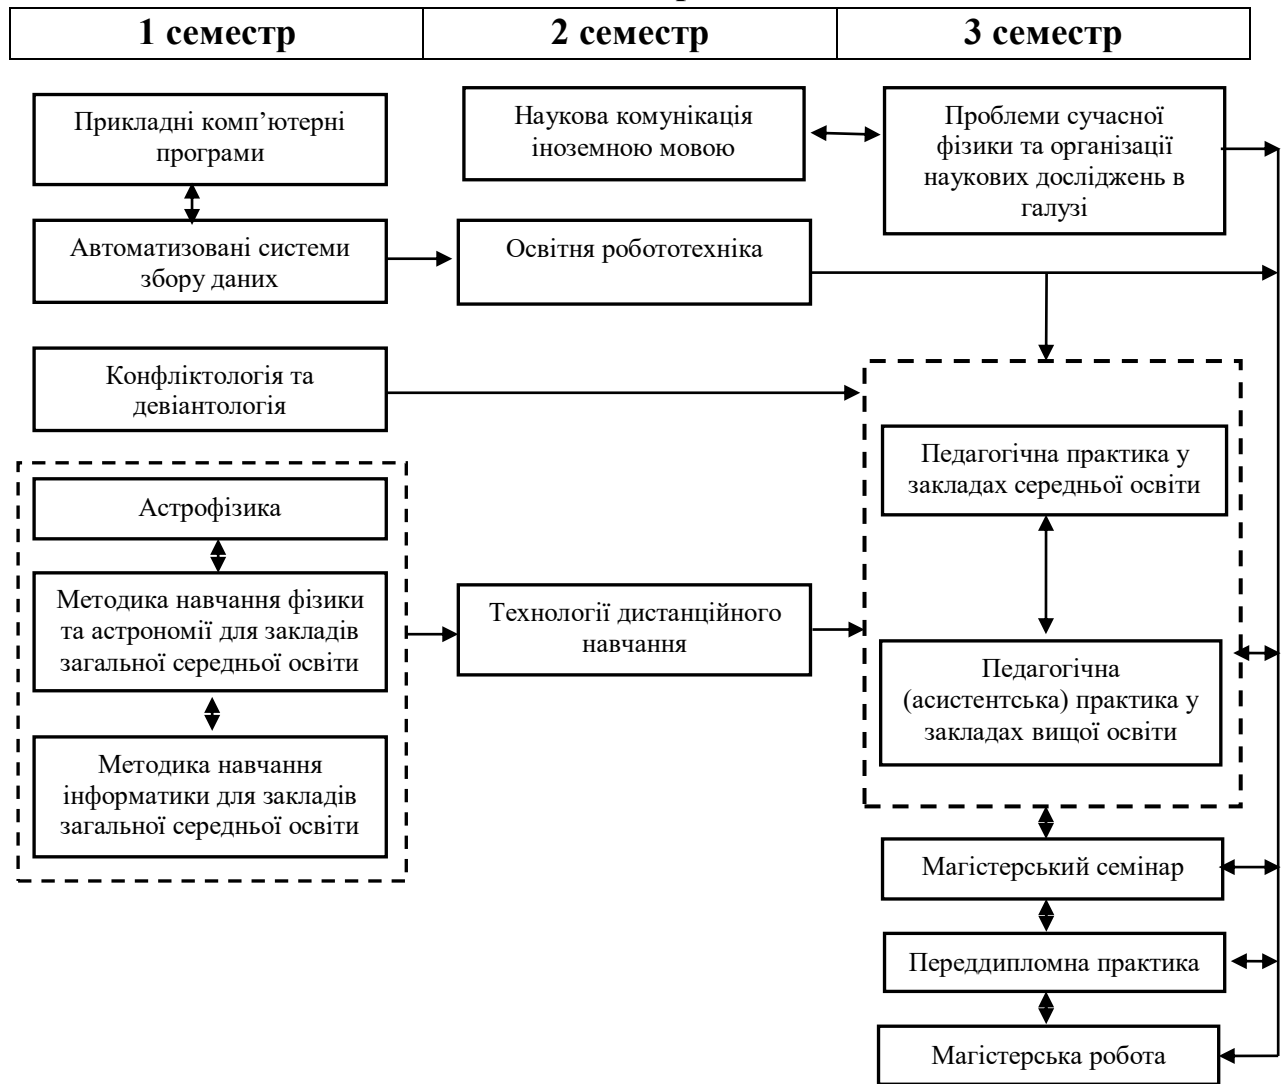 1 семестр
2 семестр
3 семестр
Прикладні комп’ютерні
програми
Наукова комунікація
іноземною мовою
Проблеми сучасної
фізики та організації
наукових досліджень в
галузі
Автоматизовані системи
збору даних
Освітня робототехніка
Конфліктологія та
девіантологія
Педагогічна практика у
закладах середньої освіти
Астрофізика
Методика навчання фізики
та астрономії для закладів
загальної середньої освіти
Технології дистанційного
навчання
Педагогічна
(асистентська) практика у
закладах вищої освіти
Методика навчання
інформатики для закладів
загальної середньої освіти
Магістерський семінар
Переддипломна практика
Магістерська робота